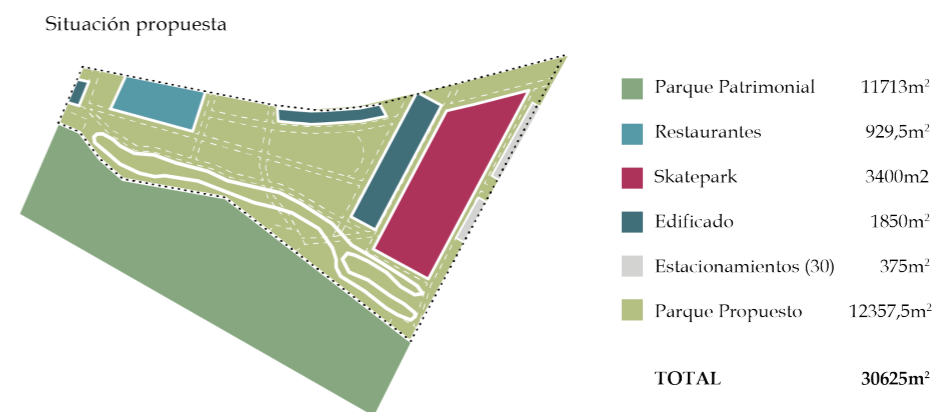 Situación propuesta
Parque Patrimonial 11713m²
Restaurantes 929,5m²
Skatepark 3400m2
Edificado 1850m²
Estacionamientos (30) 375m²
Parque Propuesto 12357,5m²
TOTAL 30625m²